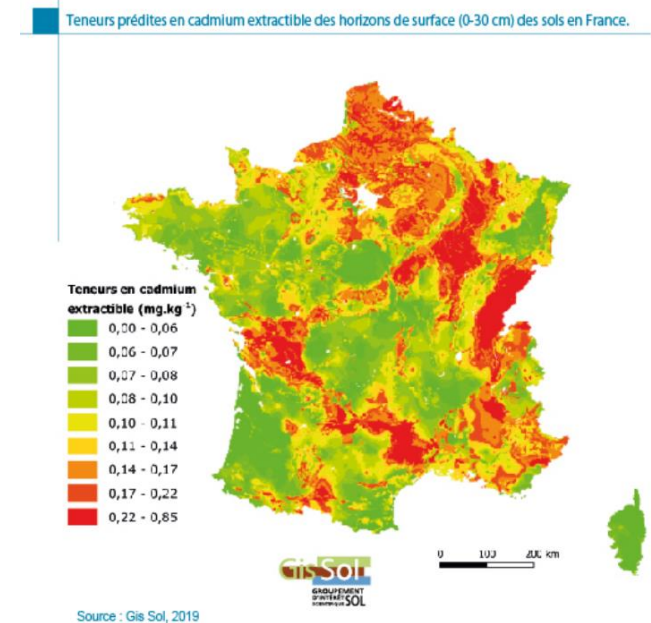 Teneurs prédites en cadmium extractible des horizons de surface (0-30 cm) des sols en France.
Teneurs en cadmium
extractible (mg.kg⁻¹)
0,00 - 0,06
0,06 - 0,07
0,07 - 0,08
0,08 - 0,10
0,10 - 0,11
0,11 - 0,14
0,14 - 0,17
0,17 - 0,22
0,22 - 0,85
0 100 200 km
Gis Sol
GROUPEMENT
D'INTÉRÊT
SCIENTIFIQUE SOL
Source : Gis Sol, 2019